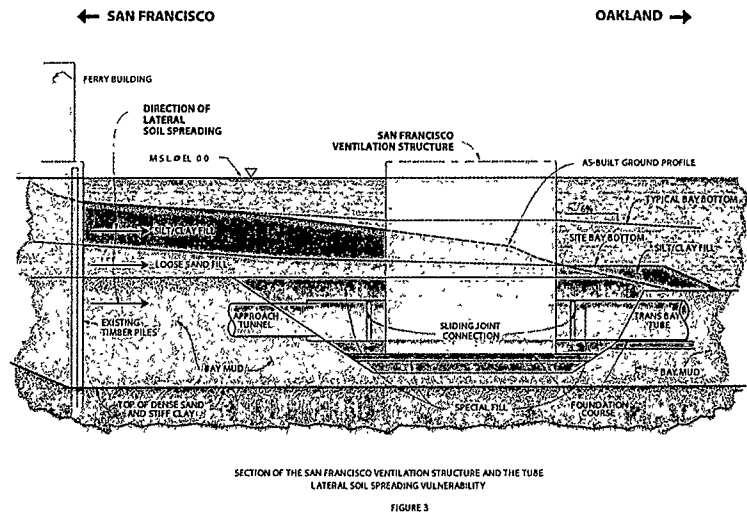 ← SAN FRANCISCO
OAKLAND →
FERRY BUILDING
DIRECTION OF
LATERAL
SOIL SPREADING
SAN FRANCISCO
VENTILATION STRUCTURE
M S L @ EL 0 0
AS-BUILT GROUND PROFILE
TYPICAL BAY BOTTOM
SILT/CLAY FILL
SITE BAY BOTTOM
SILT/CLAY FILL
LOOSE SAND FILL
APPROACH
TUNNEL
SLIDING JOINT
CONNECTION
TRANS BAY
TUBE
EXISTING
TIMBER PILES
BAY MUD
BAY MUD
TOP OF DENSE SAND
AND STIFF CLAY
SPECIAL FILL
FOUNDATION
COURSE
SECTION OF THE SAN FRANCISCO VENTILATION STRUCTURE AND THE TUBE
LATERAL SOIL SPREADING VULNERABILITY
FIGURE 3